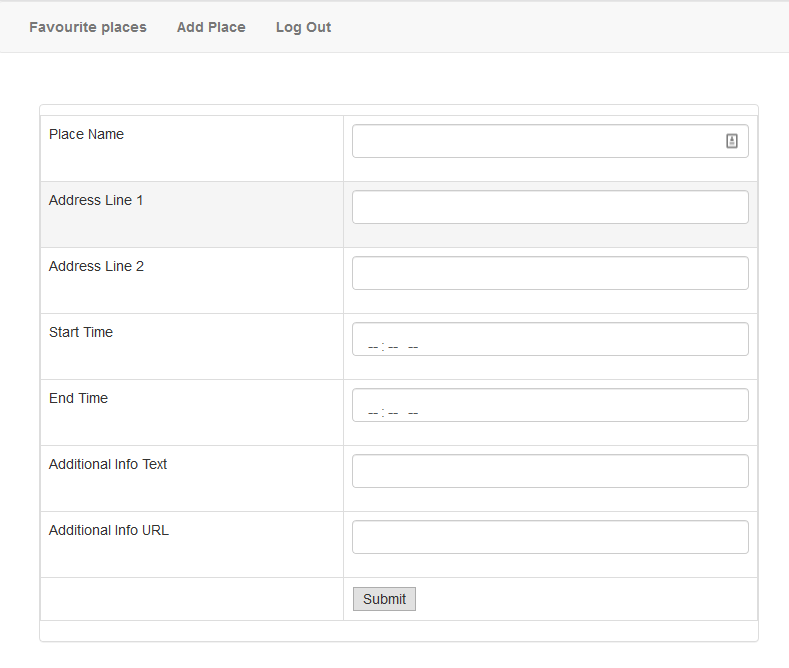 Favourite places Add Place Log Out
Place Name
Address Line 1
Address Line 2
Start Time
--:-- --
End Time
--:-- --
Additional Info Text
Additional Info URL
Submit